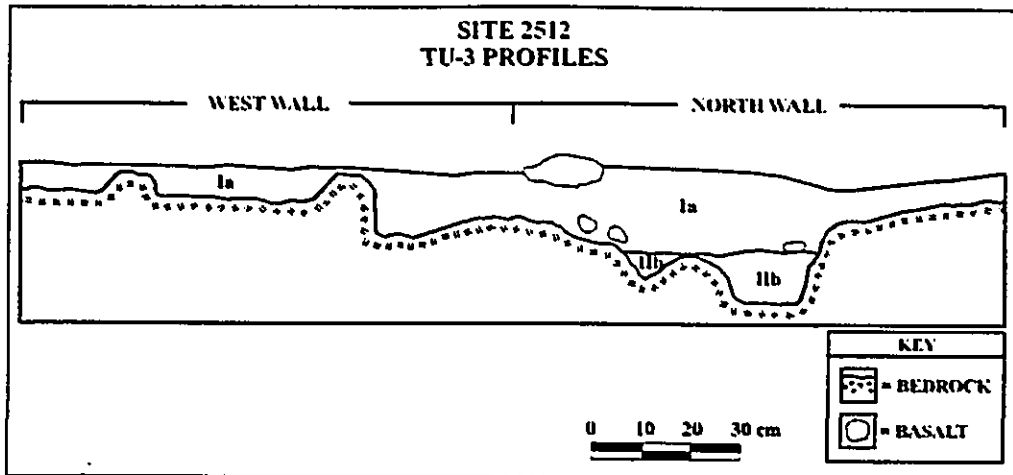 SITE 2512
TU-3 PROFILES
WEST WALL NORTH WALL
Ia
Ia
IIb
IIb
KEY
= BEDROCK
= BASALT
0 10 20 30 cm